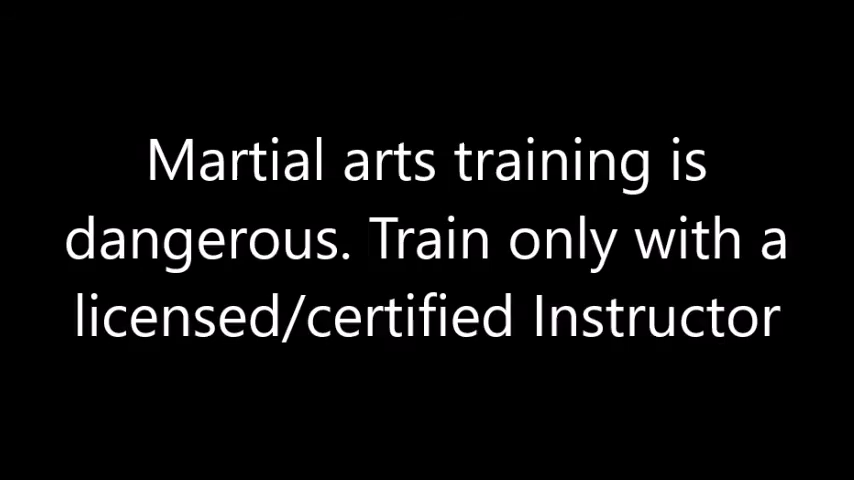 Martial arts training is
dangerous. Train only with a
licensed/certified Instructor